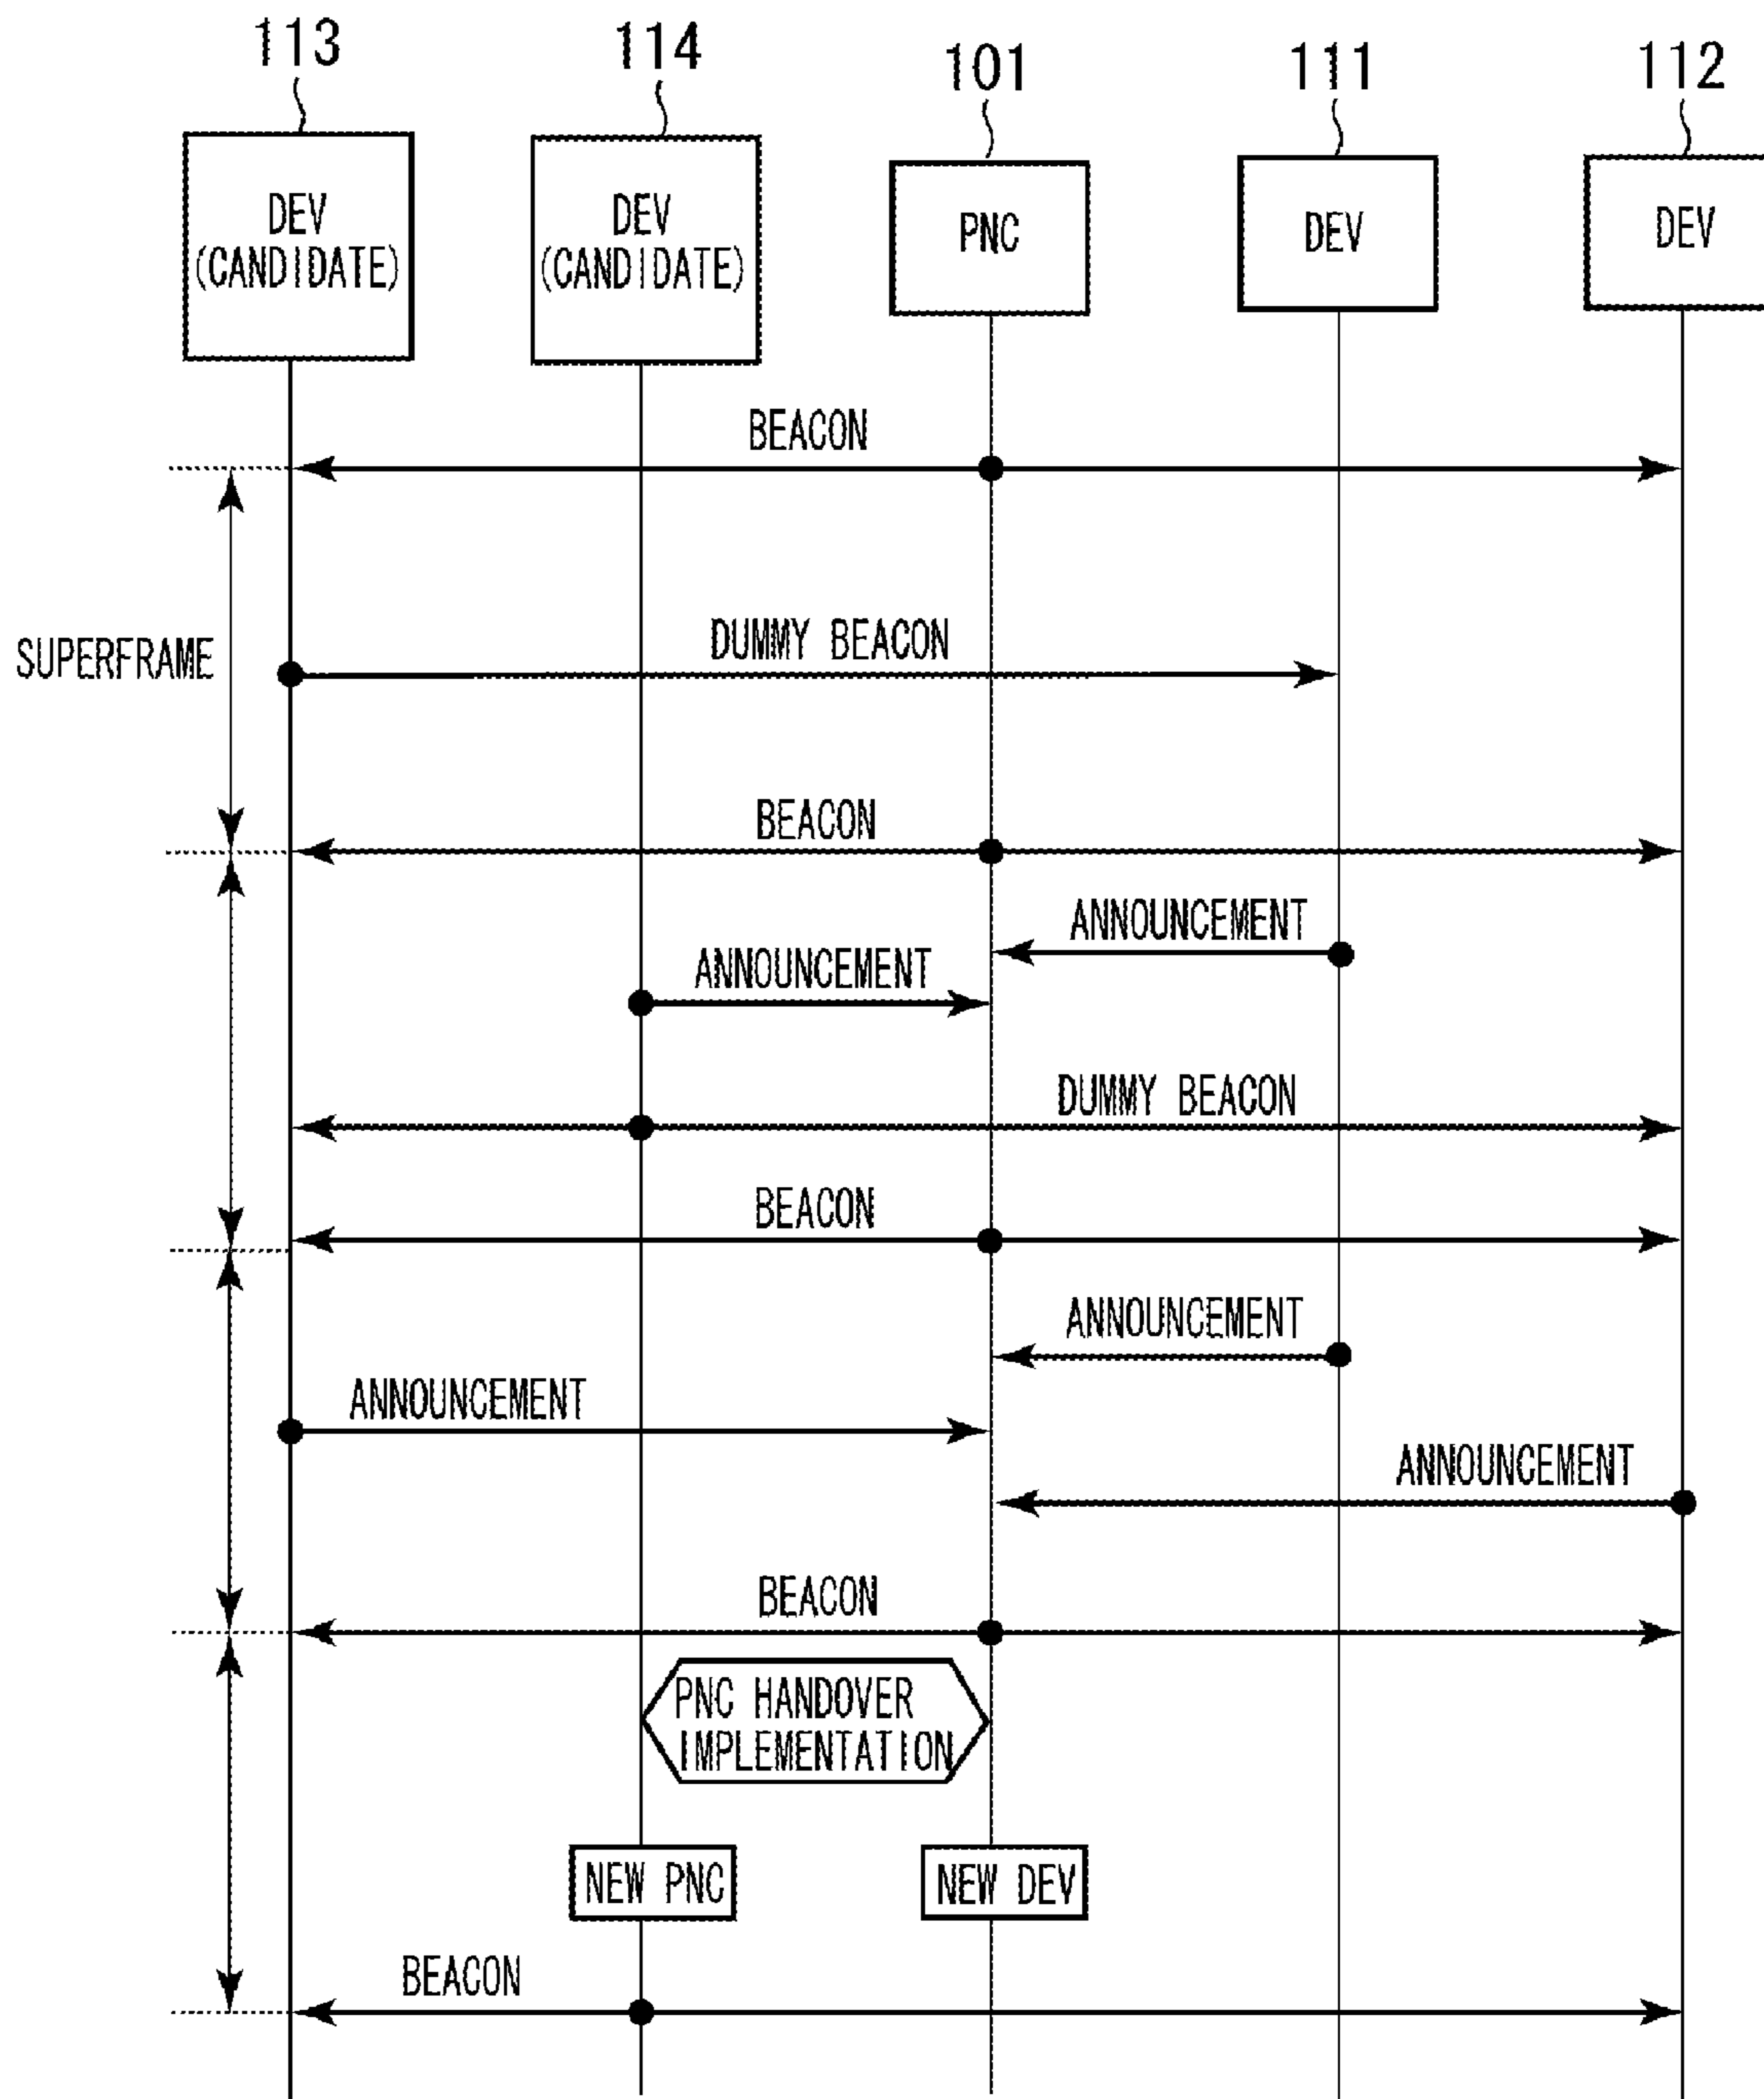 113
114
101
111
112
DEV
(CANDIDATE)
DEV
(CANDIDATE)
PNC
DEV
DEV
BEACON
SUPERFRAME
DUMMY BEACON
BEACON
ANNOUNCEMENT
ANNOUNCEMENT
DUMMY BEACON
BEACON
ANNOUNCEMENT
ANNOUNCEMENT
ANNOUNCEMENT
BEACON
PNC HANDOVER
IMPLEMENTATION
NEW PNC
NEW DEV
BEACON